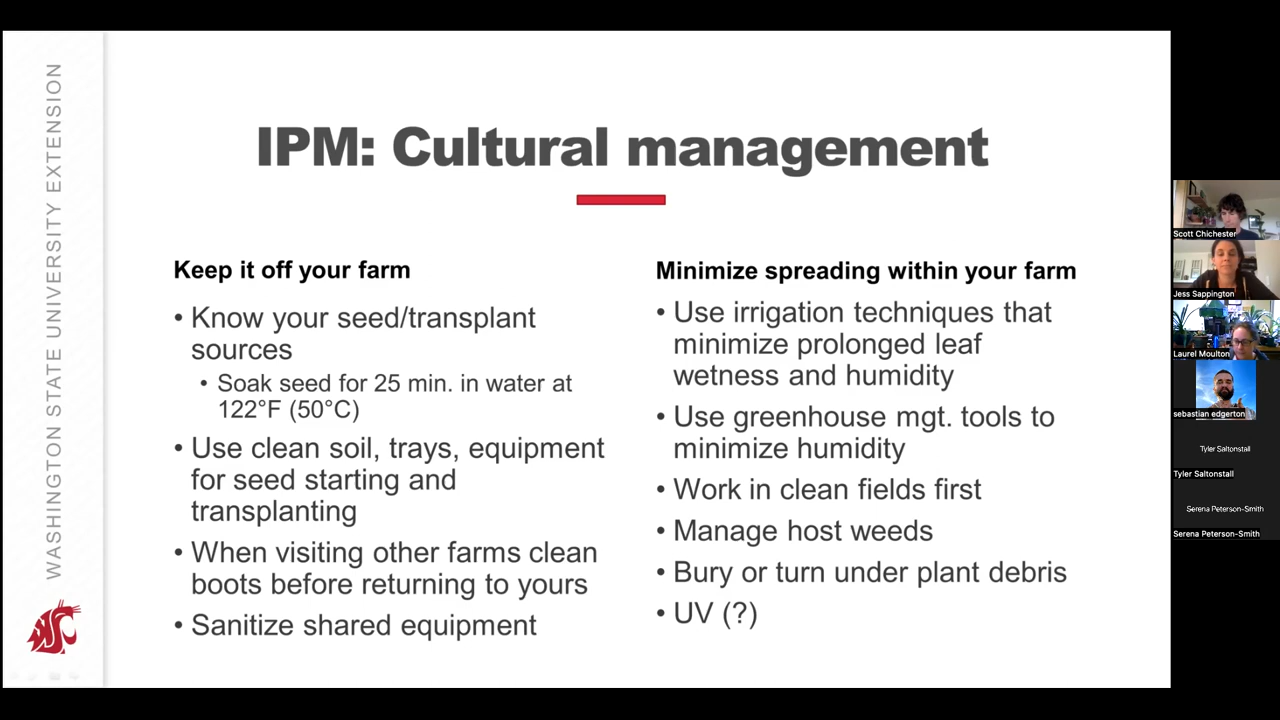 WASHINGTON STATE UNIVERSITY EXTENSION
IPM: Cultural management
Keep it off your farm
• Know your seed/transplant
sources
• Soak seed for 25 min. in water at
122°F (50°C)
• Use clean soil, trays, equipment
for seed starting and
transplanting
• When visiting other farms clean
boots before returning to yours
• Sanitize shared equipment
Minimize spreading within your farm
• Use irrigation techniques that
minimize prolonged leaf
wetness and humidity
• Use greenhouse mgt. tools to
minimize humidity
• Work in clean fields first
• Manage host weeds
• Bury or turn under plant debris
• UV (?)
Scott Chichester
Jess Sappington
Laurel Moulton
sebastian edgerton
Tyler Saltonstall
Tyler Saltonstall
Serena Peterson-Smith
Serena Peterson-Smith